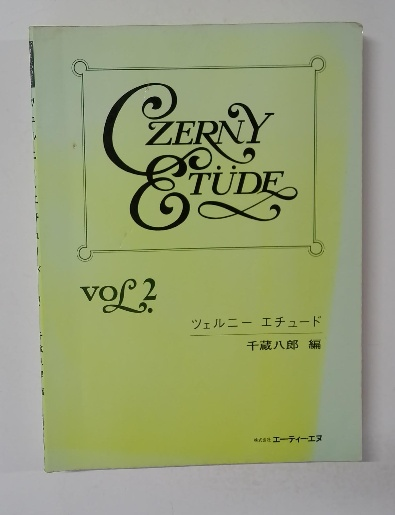 CZERNY
ETÜDE
VOL.2
ツェルニー エチュード
千蔵八郎 編
株式会社 エーティーエヌ